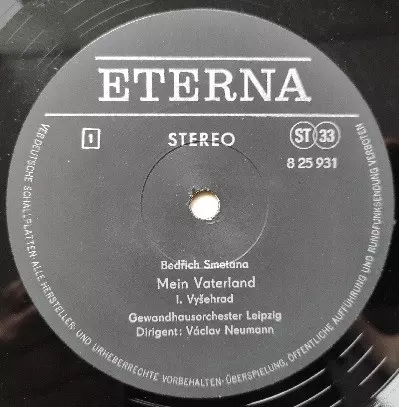 ETERNA
1
STEREO
ST 33
8 25 931
Bedřich Smetana
Mein Vaterland
I. Vyšehrad
Gewandhausorchester Leipzig
Dirigent: Václav Neumann
VEB DEUTSCHE SCHALLPLATTEN·ALLE HERSTELLER- UND URHEBERRECHTE VORBEHALTEN·ÜBERSPIELUNG, ÖFFENTLICHE AUFFÜHRUNG UND RUNDFUNKSENDUNG VERBOTEN